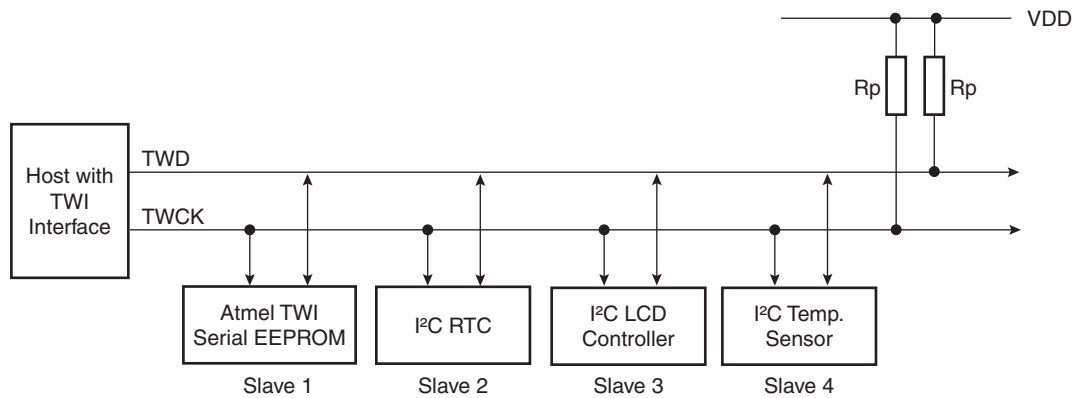 VDD
Rp
Rp
Host with
TWI
Interface
TWD
TWCK
Atmel TWI
Serial EEPROM
I²C RTC
I²C LCD
Controller
I²C Temp.
Sensor
Slave 1
Slave 2
Slave 3
Slave 4